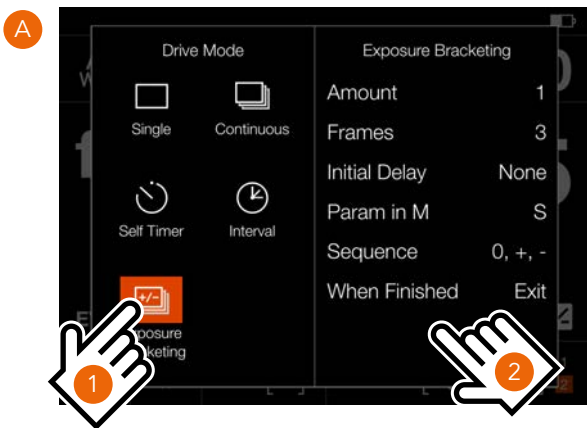 A
Drive Mode
Exposure Bracketing
Single
Continuous
Self Timer
Interval
+/-
Amount 1
Frames 3
Initial Delay None
Param in M S
Sequence 0, +, -
When Finished Exit
1
2